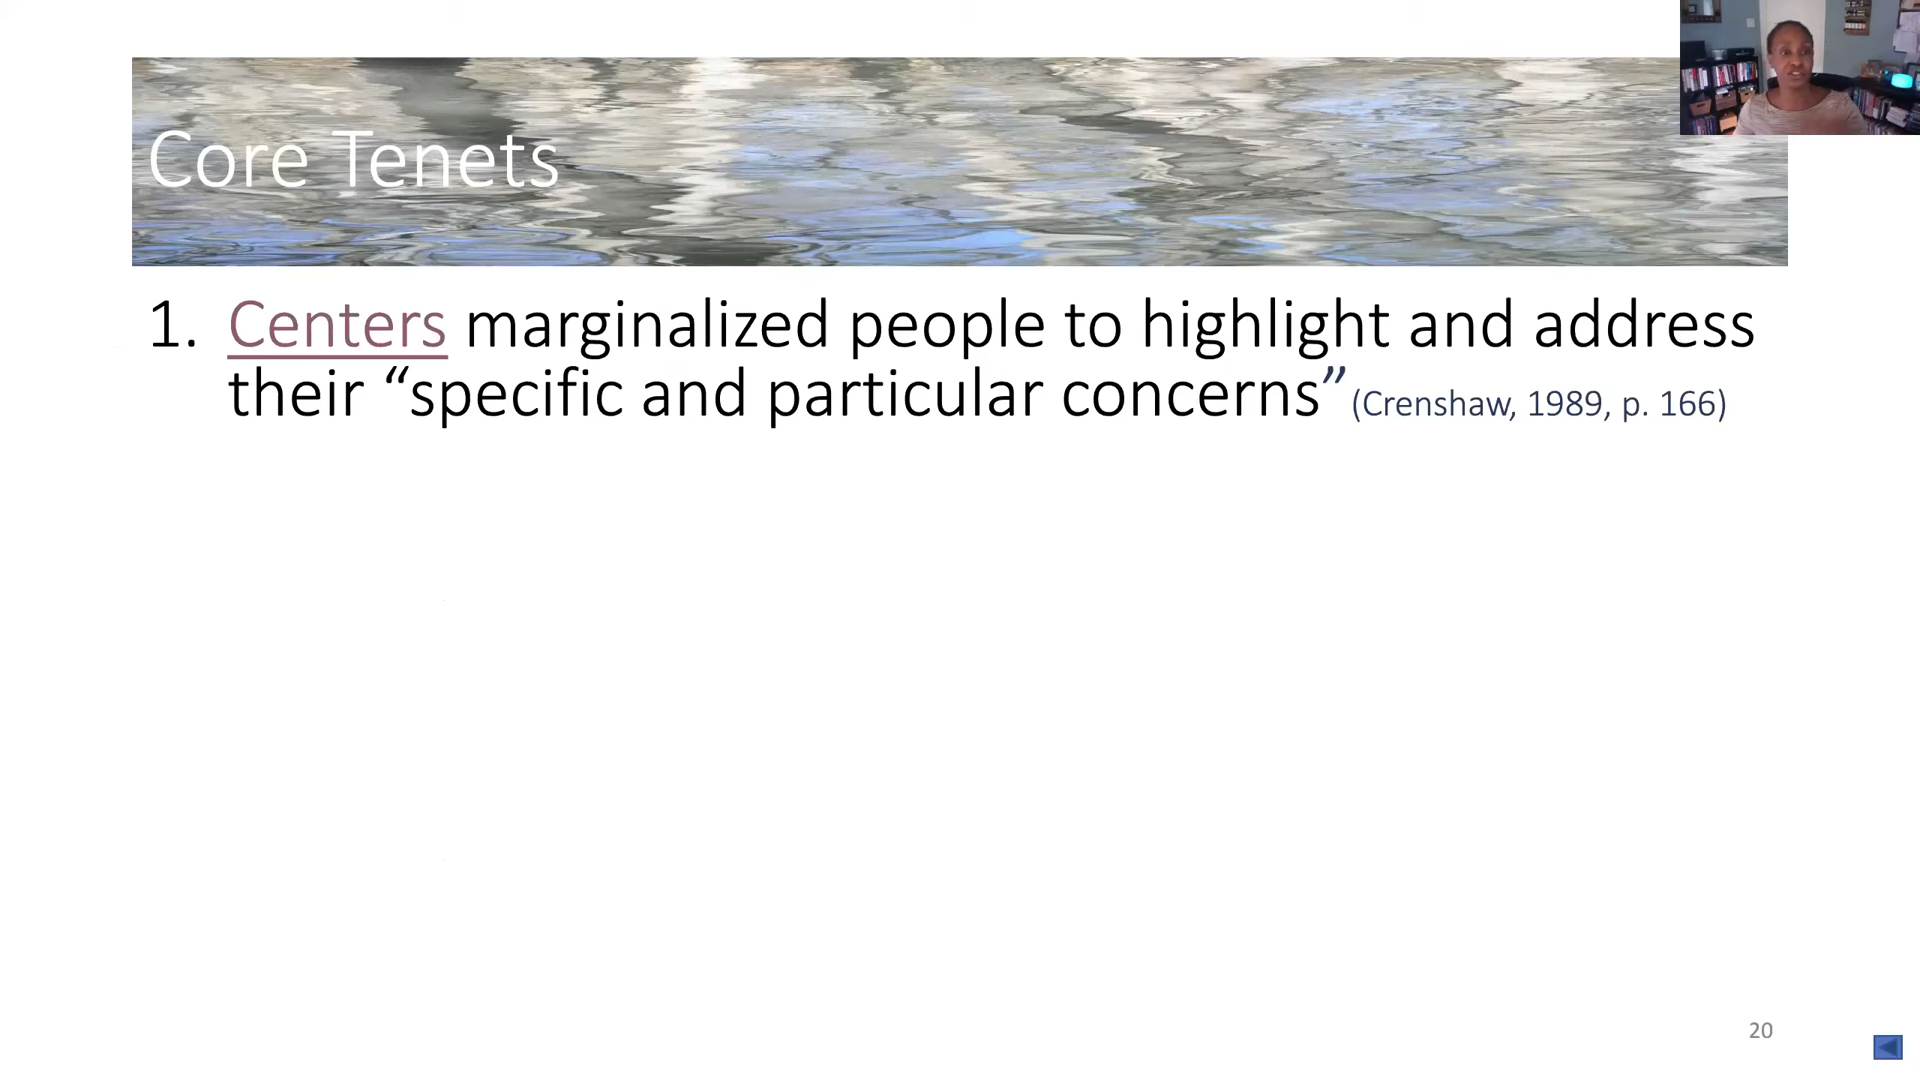 Core Tenets
1. Centers marginalized people to highlight and address
their “specific and particular concerns” (Crenshaw, 1989, p. 166)
20